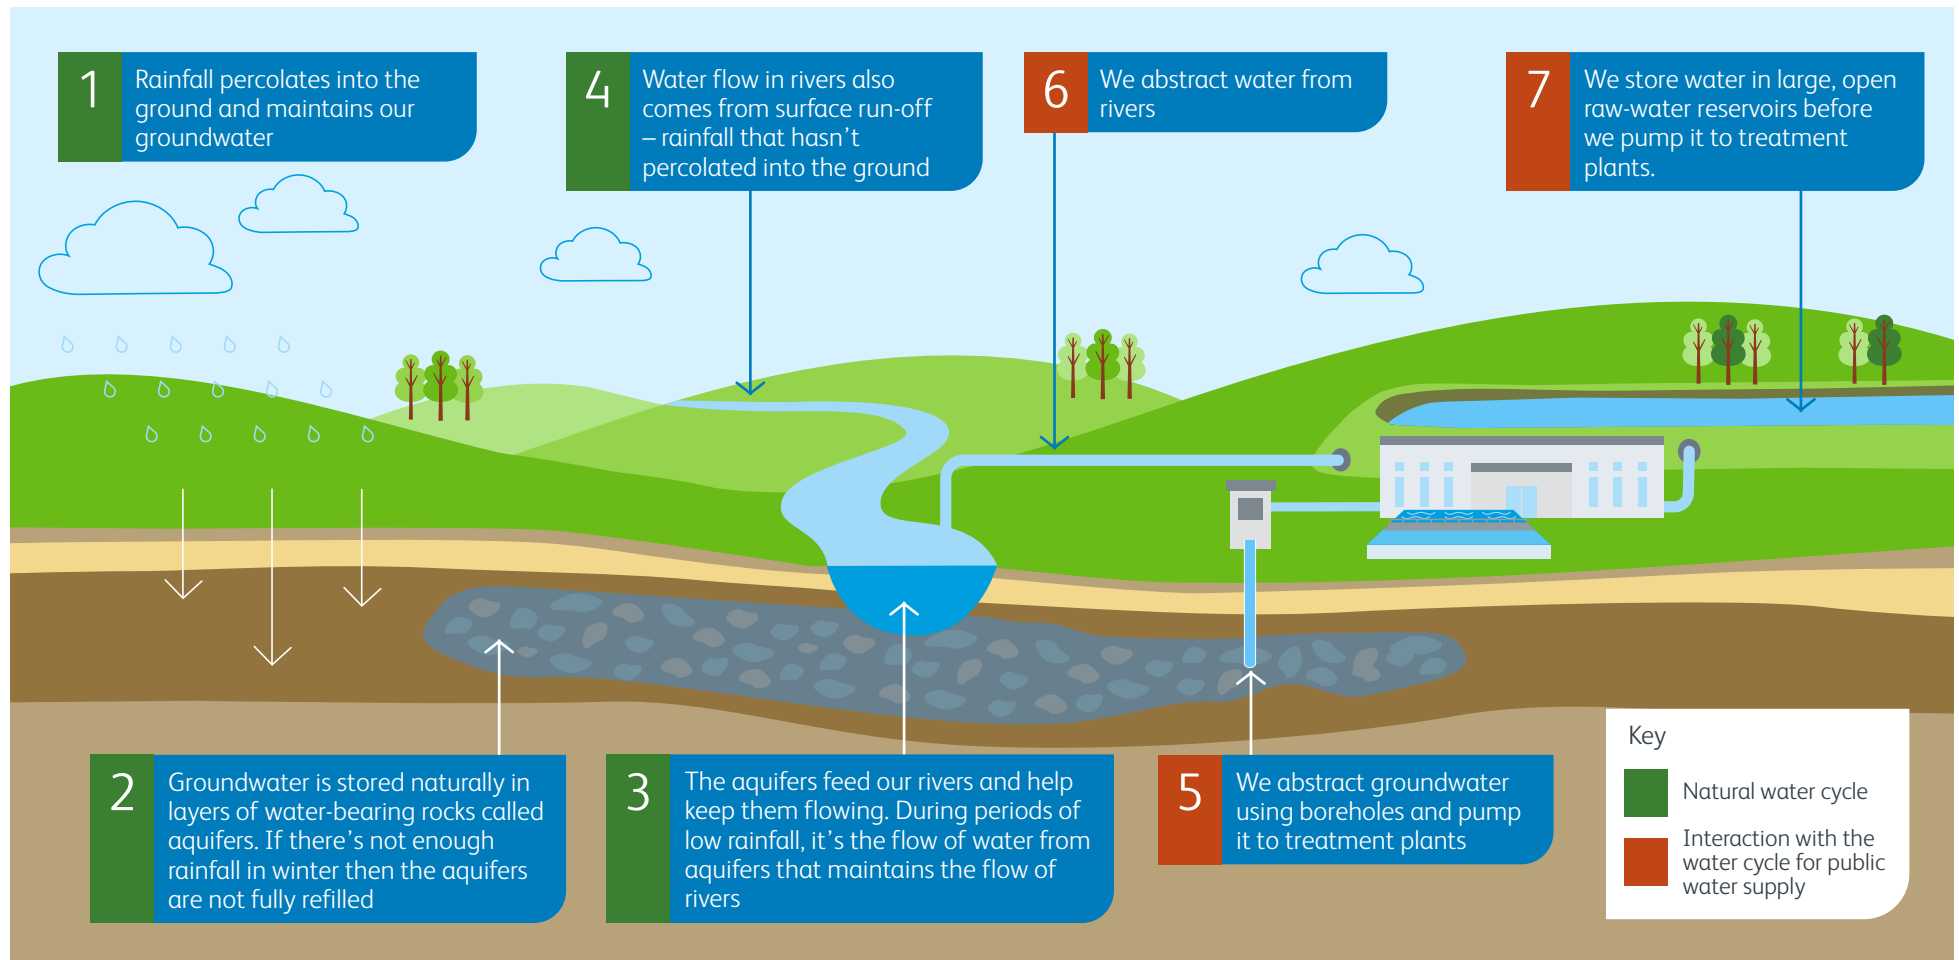 1
Rainfall percolates into the
ground and maintains our
groundwater
4
Water flow in rivers also
comes from surface run-off
– rainfall that hasn’t
percolated into the ground
6
We abstract water from
rivers
7
We store water in large, open
raw-water reservoirs before
we pump it to treatment
plants.
2
Groundwater is stored naturally in
layers of water-bearing rocks called
aquifers. If there’s not enough
rainfall in winter then the aquifers
are not fully refilled
3
The aquifers feed our rivers and help
keep them flowing. During periods of
low rainfall, it’s the flow of water from
aquifers that maintains the flow of
rivers
5
We abstract groundwater
using boreholes and pump
it to treatment plants
Key
Natural water cycle
Interaction with the
water cycle for public
water supply